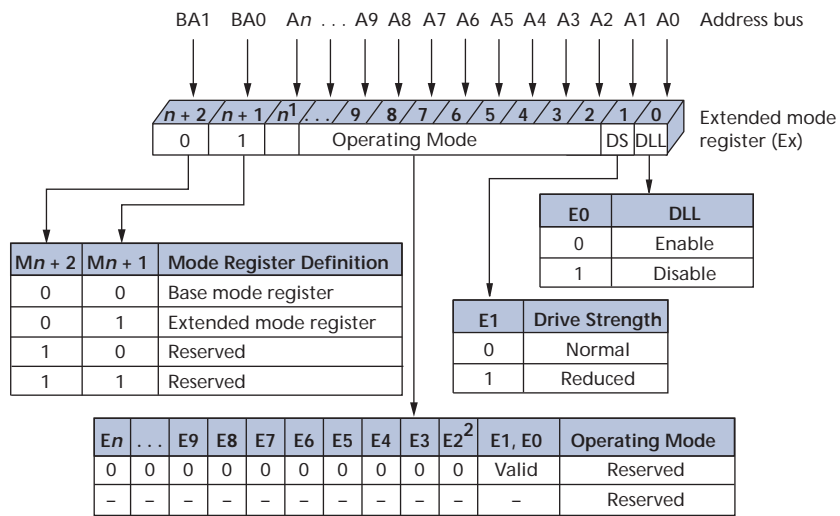 BA1 BA0 An ... A9 A8 A7 A6 A5 A4 A3 A2 A1 A0 Address bus
n + 2 n + 1 n1 ... 9 8 7 6 5 4 3 2 1 0
Extended mode
register (Ex)
0 1 Operating Mode DS DLL
E0 DLL
0 Enable
1 Disable
Mn + 2 Mn + 1 Mode Register Definition
0 0 Base mode register
0 1 Extended mode register
1 0 Reserved
1 1 Reserved
E1 Drive Strength
0 Normal
1 Reduced
En ... E9 E8 E7 E6 E5 E4 E3 E2² E1, E0 Operating Mode
0 0 0 0 0 0 0 0 0 0 Valid Reserved
– – – – – – – – – – – Reserved